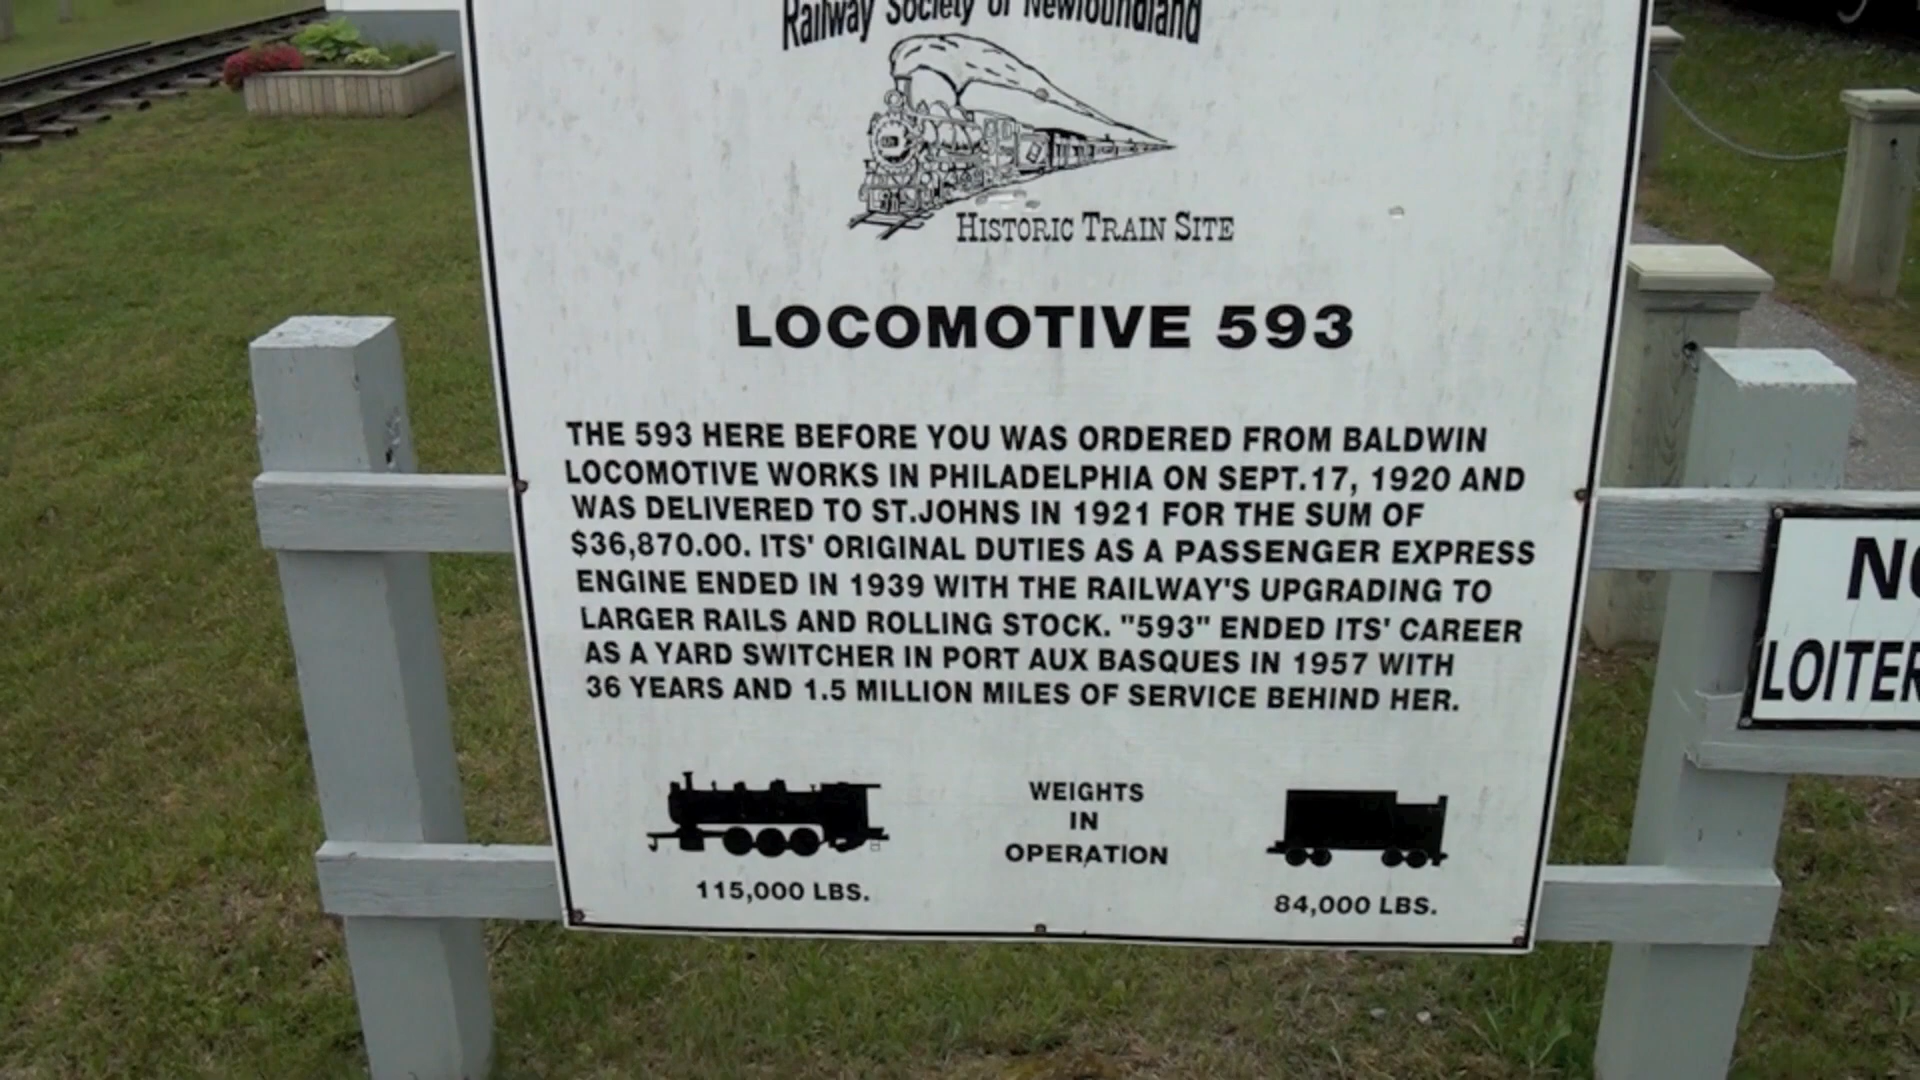 Railway Society of Newfoundland
HISTORIC TRAIN SITE
LOCOMOTIVE 593
THE 593 HERE BEFORE YOU WAS ORDERED FROM BALDWIN
LOCOMOTIVE WORKS IN PHILADELPHIA ON SEPT.17, 1920 AND
WAS DELIVERED TO ST.JOHNS IN 1921 FOR THE SUM OF
$36,870.00. ITS' ORIGINAL DUTIES AS A PASSENGER EXPRESS
ENGINE ENDED IN 1939 WITH THE RAILWAY'S UPGRADING TO
LARGER RAILS AND ROLLING STOCK. "593" ENDED ITS' CAREER
AS A YARD SWITCHER IN PORT AUX BASQUES IN 1957 WITH
36 YEARS AND 1.5 MILLION MILES OF SERVICE BEHIND HER.
WEIGHTS
IN
OPERATION
115,000 LBS.
84,000 LBS.
NO
LOITER